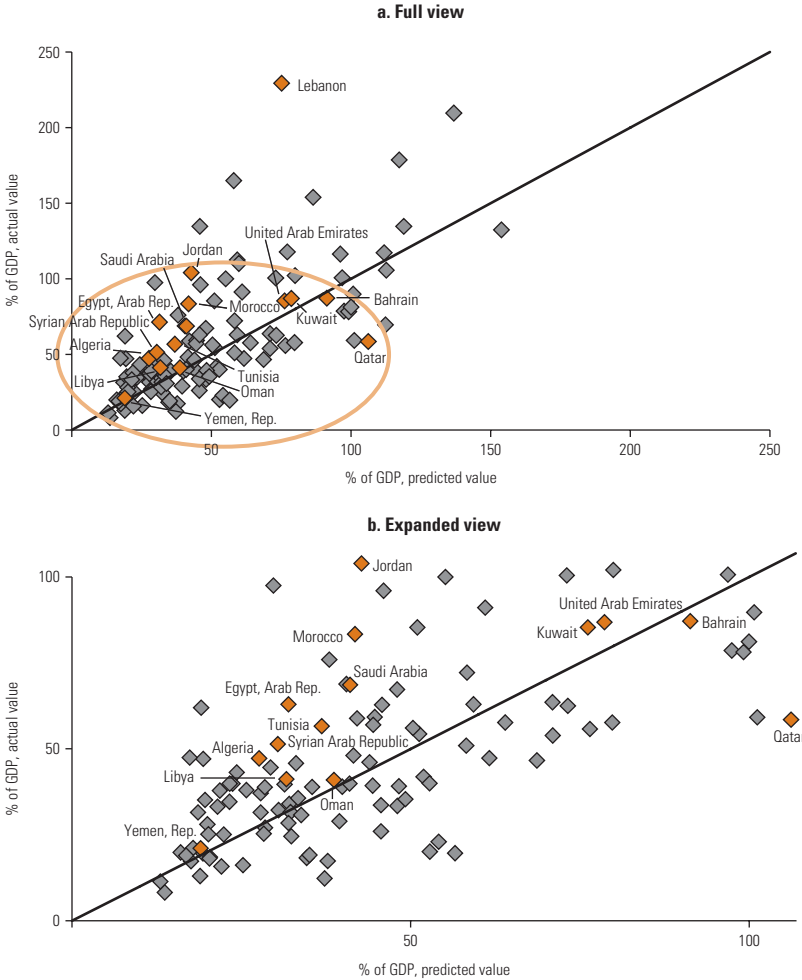 a. Full view
250
200
150
100
50
0
% of GDP, actual value
Lebanon
United Arab Emirates
Jordan
Saudi Arabia
Egypt, Arab Rep.
Morocco
Kuwait
Bahrain
Syrian Arab Republic
Algeria
Qatar
Libya
Tunisia
Oman
Yemen, Rep.
50
100
150
200
250
% of GDP, predicted value
b. Expanded view
100
50
0
% of GDP, actual value
Jordan
United Arab Emirates
Kuwait
Bahrain
Morocco
Saudi Arabia
Egypt, Arab Rep.
Tunisia
Qatar
Algeria
Syrian Arab Republic
Libya
Oman
Yemen, Rep.
50
100
% of GDP, predicted value